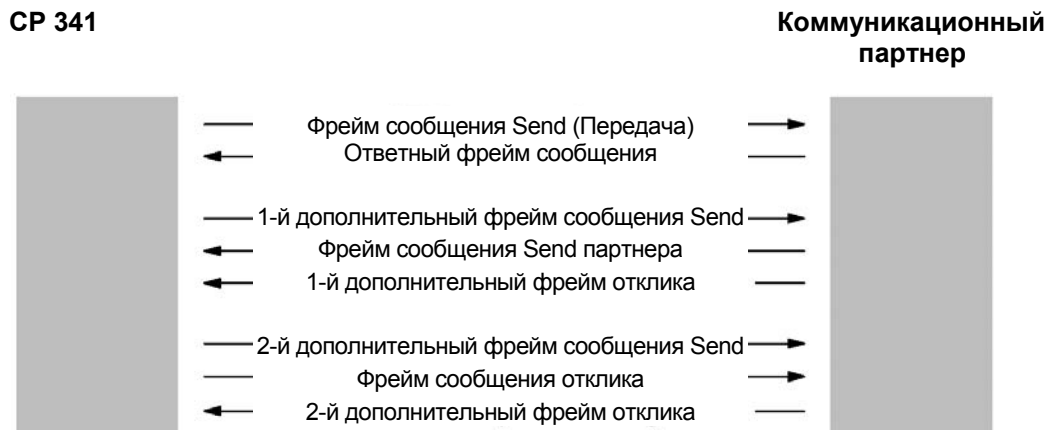 CP 341
Коммуникационный
партнер
Фрейм сообщения Send (Передача)
Ответный фрейм сообщения
1-й дополнительный фрейм сообщения Send
Фрейм сообщения Send партнера
1-й дополнительный фрейм отклика
2-й дополнительный фрейм сообщения Send
Фрейм сообщения отклика
2-й дополнительный фрейм отклика